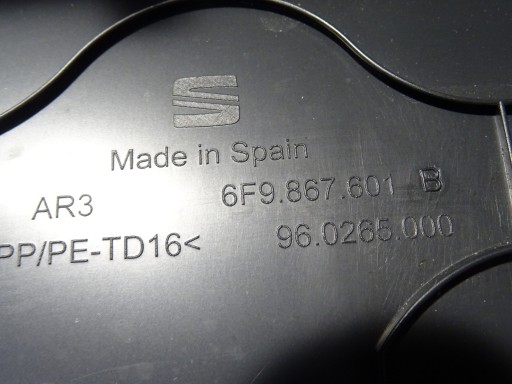 Made in Spain
AR3 6F9.867.601 B
PP/PE-TD16< 96.0265.000